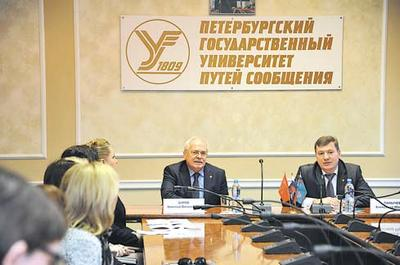 ПЕТЕРБУРГСКИЙ
ГОСУДАРСТВЕННЫЙ
УНИВЕРСИТЕТ
ПУТЕЙ СООБЩЕНИЯ
1809